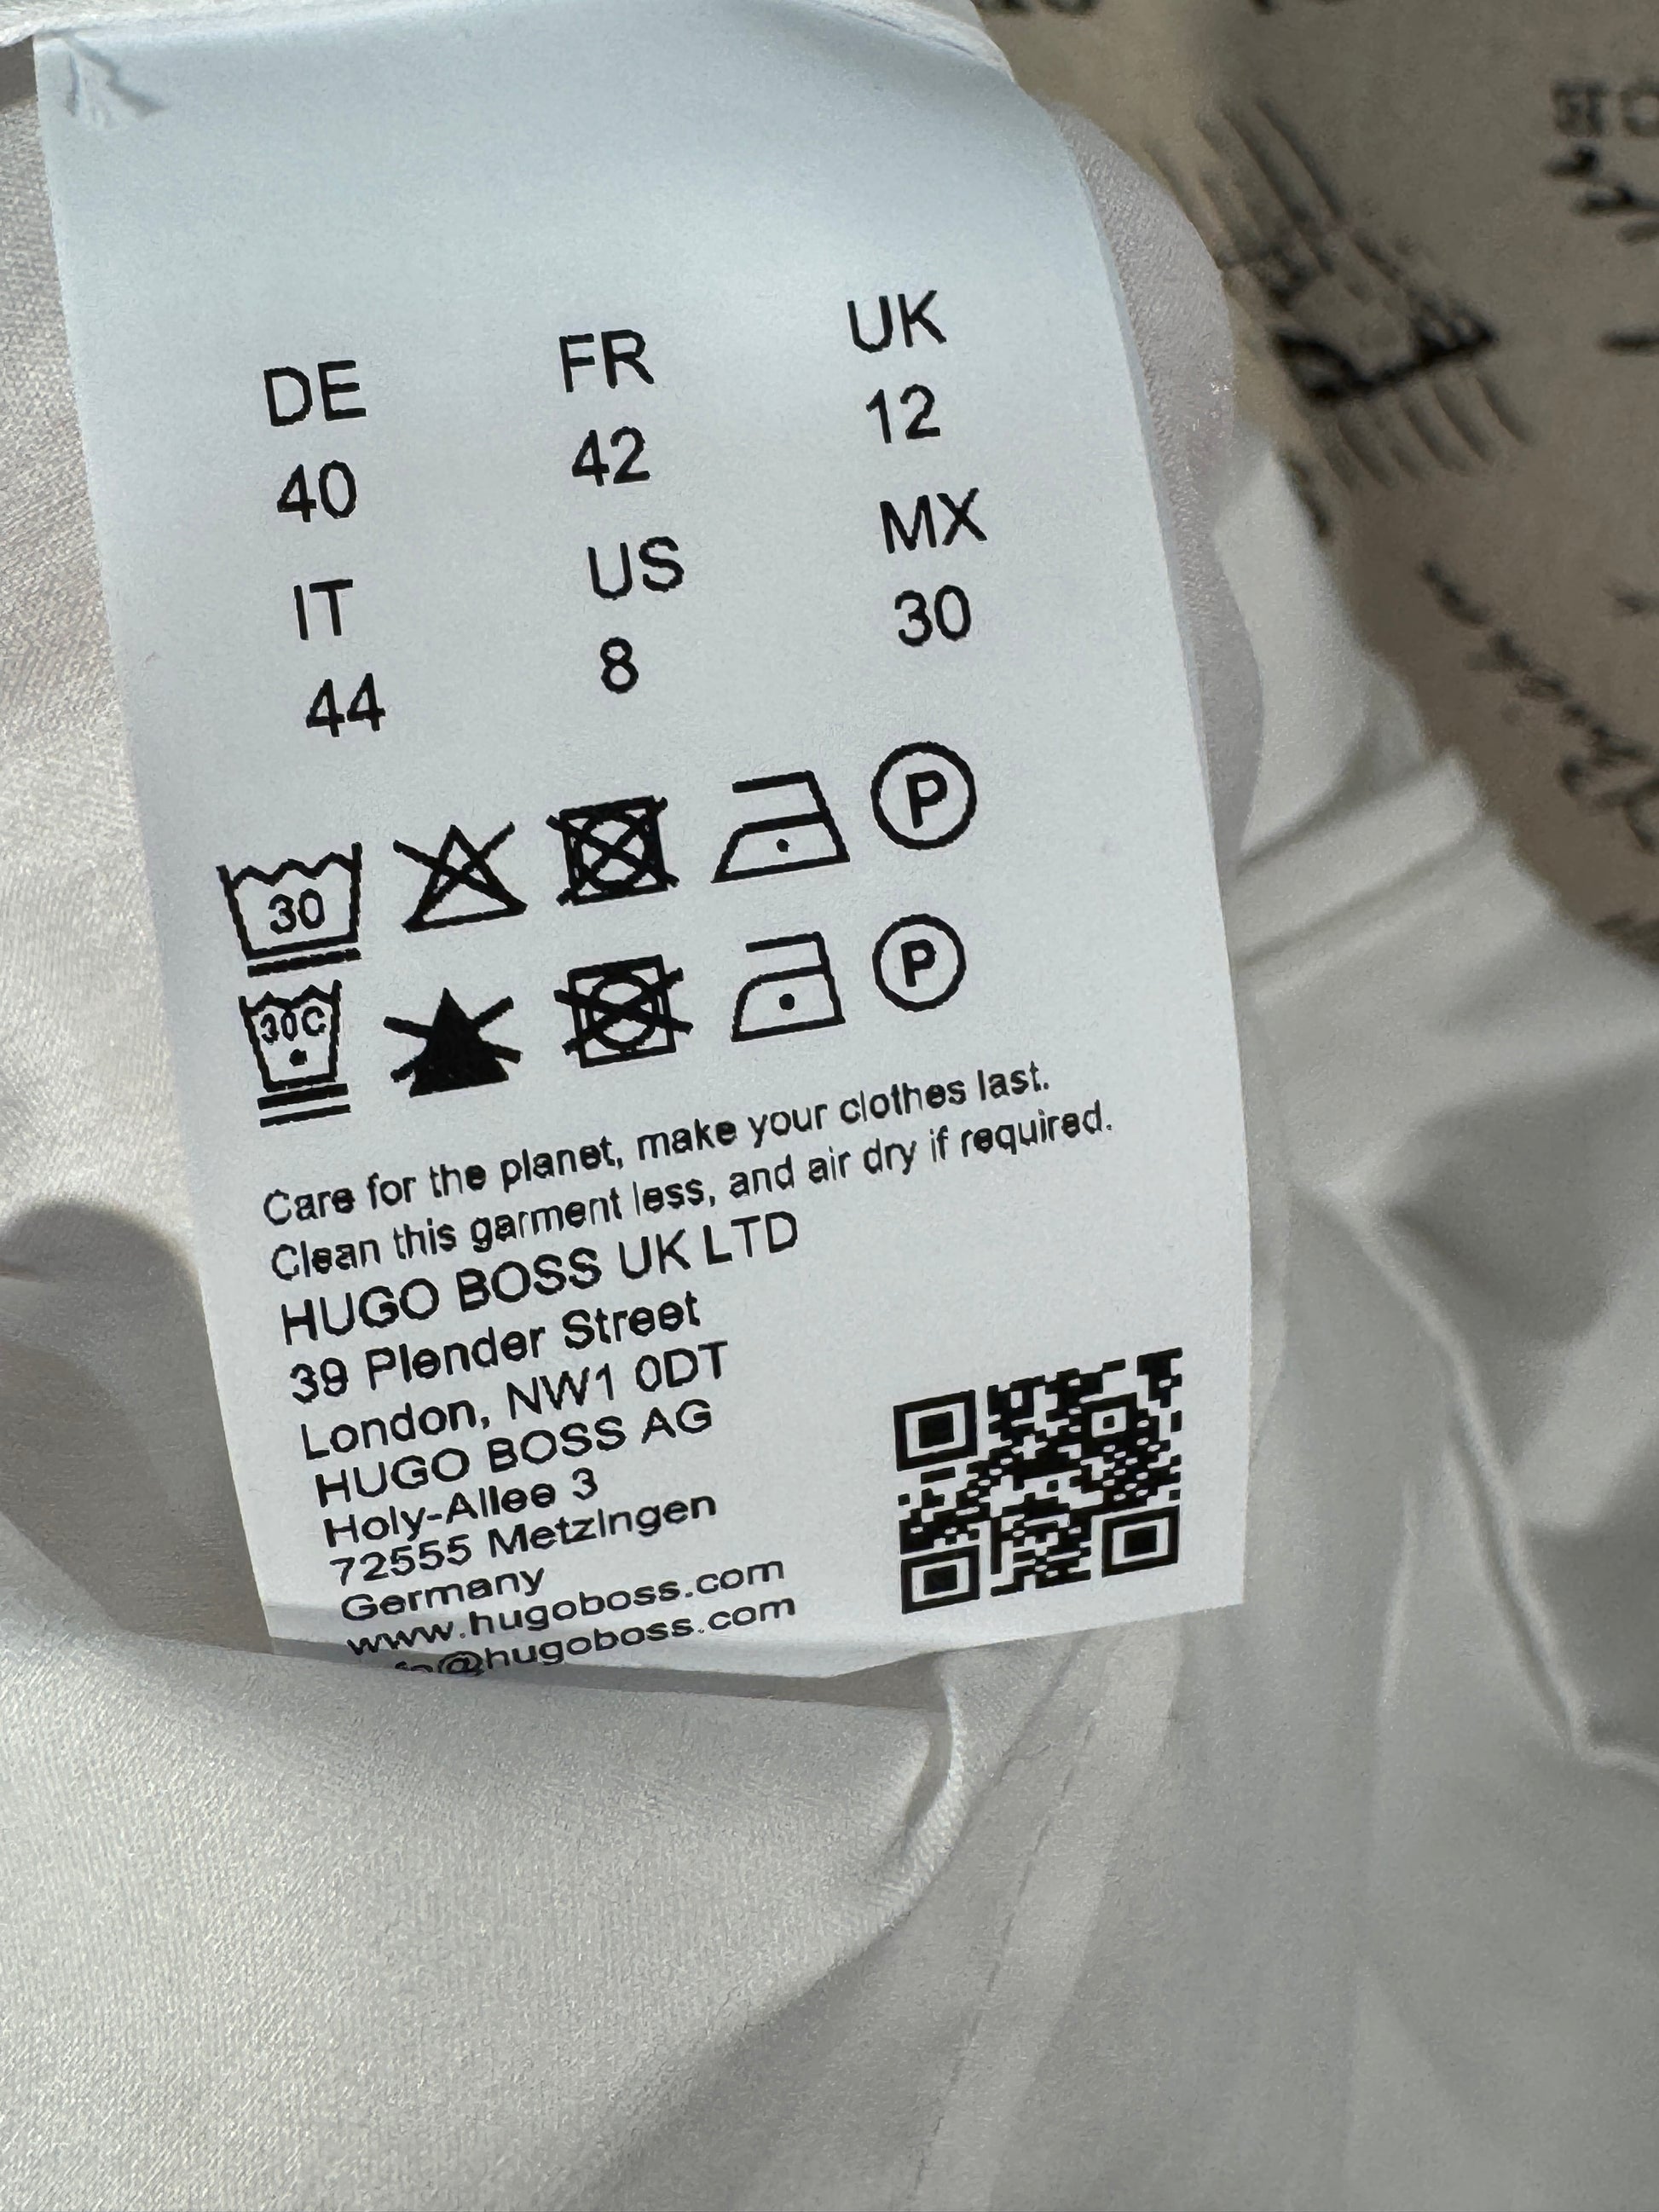 DE FR UK
40 42 12
IT US MX
44 8 30
30 P
30C P
Care for the planet, make your clothes last.
Clean this garment less, and air dry if required.
HUGO BOSS UK LTD
39 Plender Street
London, NW1 0DT
HUGO BOSS AG
Holy-Allee 3
72555 Metzingen
Germany
www.hugoboss.com
@hugoboss.com